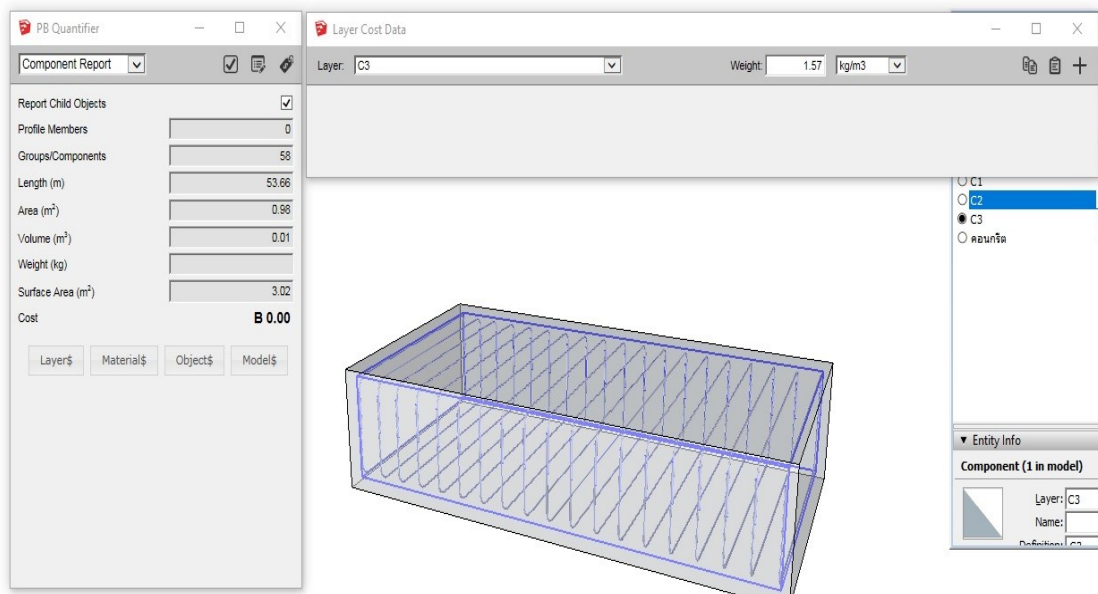 PB Quantifier
Component Report
Report Child Objects
Profile Members 0
Groups/Components 58
Length (m) 53.66
Area (m²) 0.98
Volume (m³) 0.01
Weight (kg)
Surface Area (m²) 3.02
Cost B 0.00
Layer$ Material$ Object$ Model$
Layer Cost Data
Layer: C3 Weight: 1.57 kg/m3
C1
C2
C3
คอนกรีต
Entity Info
Component (1 in model)
Layer: C3
Name: